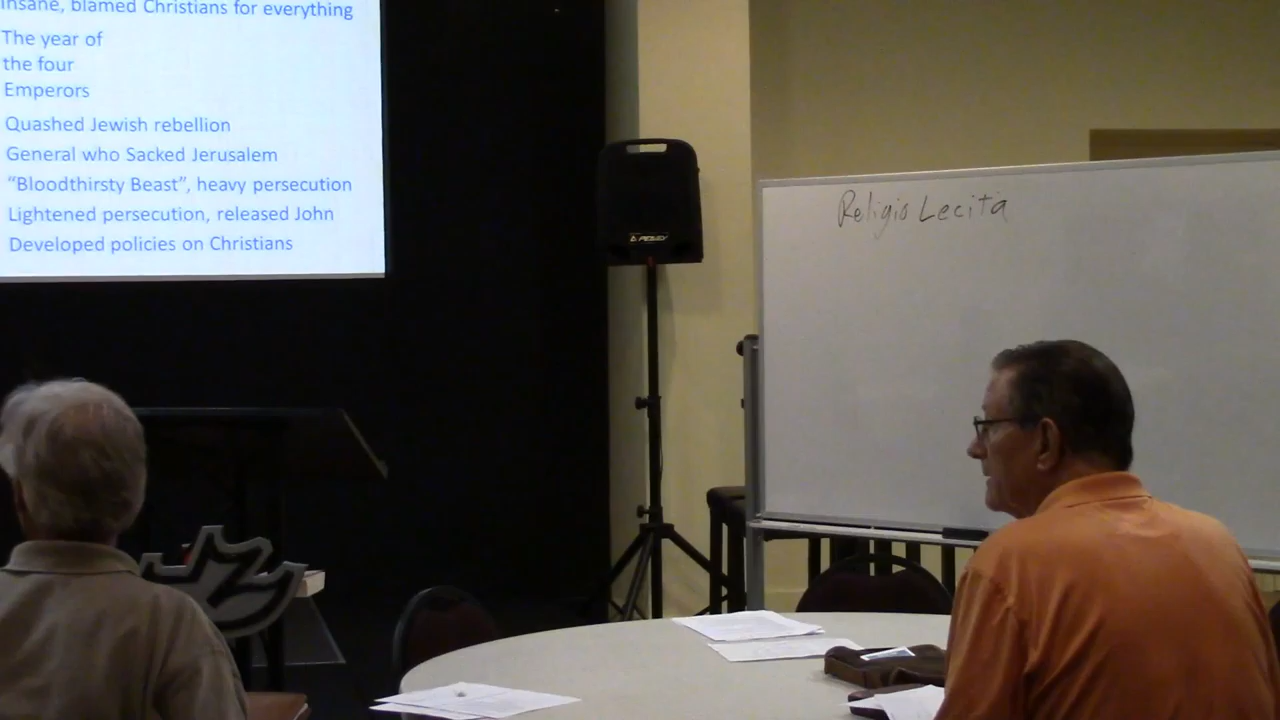 Insane, blamed Christians for everything
The year of
the four
Emperors
Quashed Jewish rebellion
General who Sacked Jerusalem
“Bloodthirsty Beast”, heavy persecution
Lightened persecution, released John
Developed policies on Christians
PEAVEY
Religio Lecita